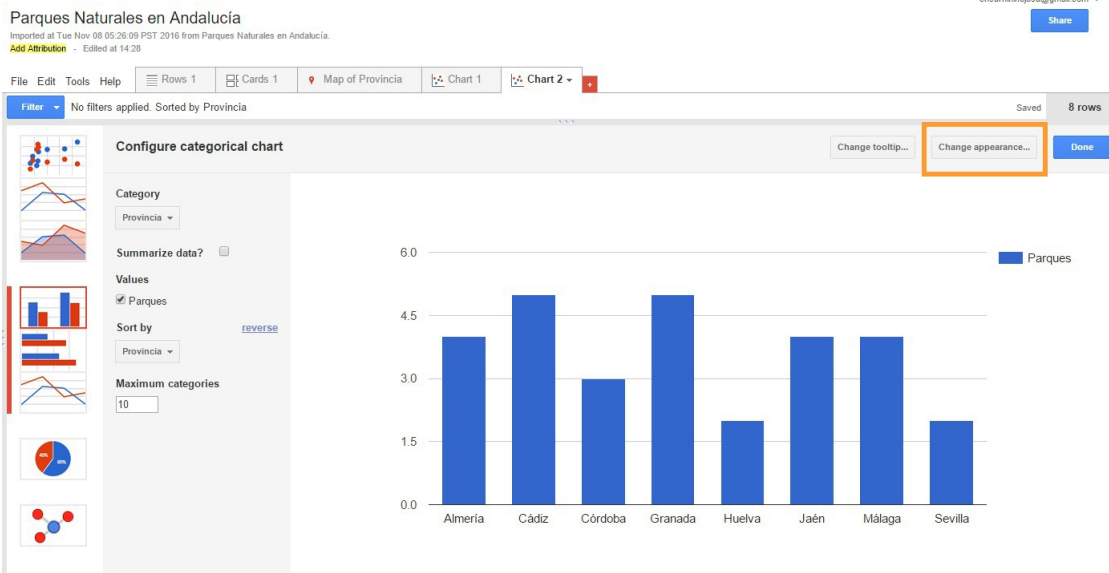 Parques Naturales en Andalucía
Imported at Tue Nov 08 05:26:09 PST 2016 from Parques Naturales en Andalucía.
Add Attribution - Edited at 14:28
Share
File Edit Tools Help Rows 1 Cards 1 Map of Provincia Chart 1 Chart 2
Filter No filters applied. Sorted by Provincia Saved 8 rows
Configure categorical chart Change tooltip... Change appearance... Done
Category
Provincia
Summarize data?
Values
Parques
Sort by reverse
Provincia
Maximum categories
10
6.0
4.5
3.0
1.5
0.0
Almería Cádiz Córdoba Granada Huelva Jaén Málaga Sevilla
Parques
40%
60%